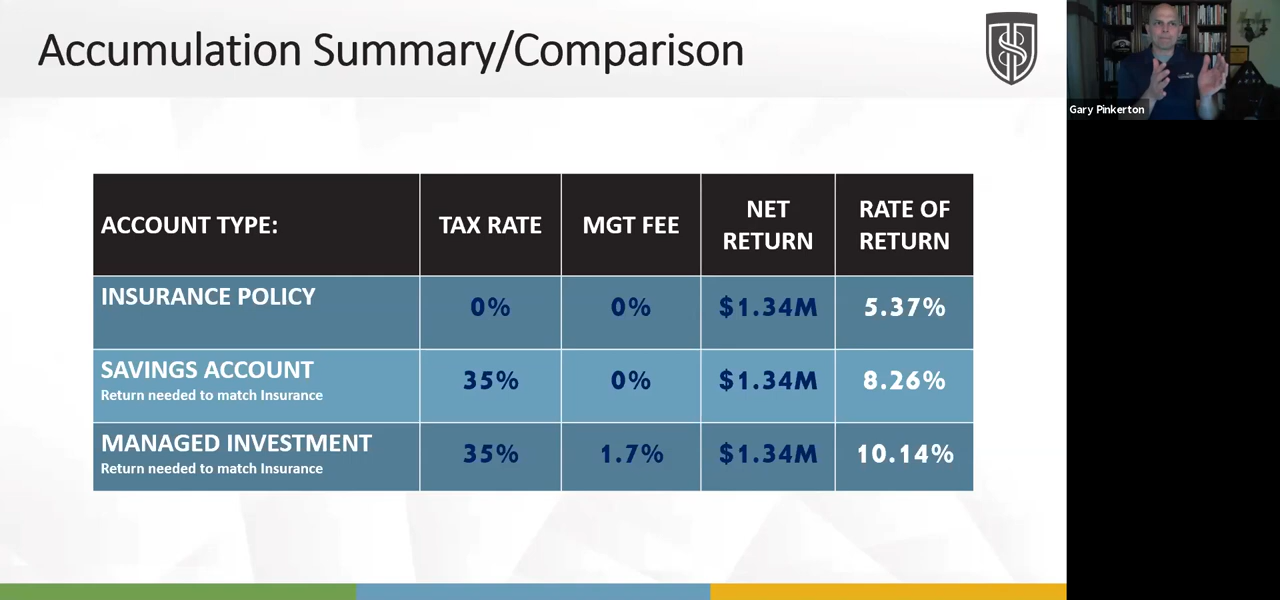 Accumulation Summary/Comparison
Gary Pinkerton
ACCOUNT TYPE:
TAX RATE
MGT FEE
NET
RETURN
RATE OF
RETURN
INSURANCE POLICY
0%
0%
$1.34M
5.37%
SAVINGS ACCOUNT
Return needed to match Insurance
35%
0%
$1.34M
8.26%
MANAGED INVESTMENT
Return needed to match Insurance
35%
1.7%
$1.34M
10.14%